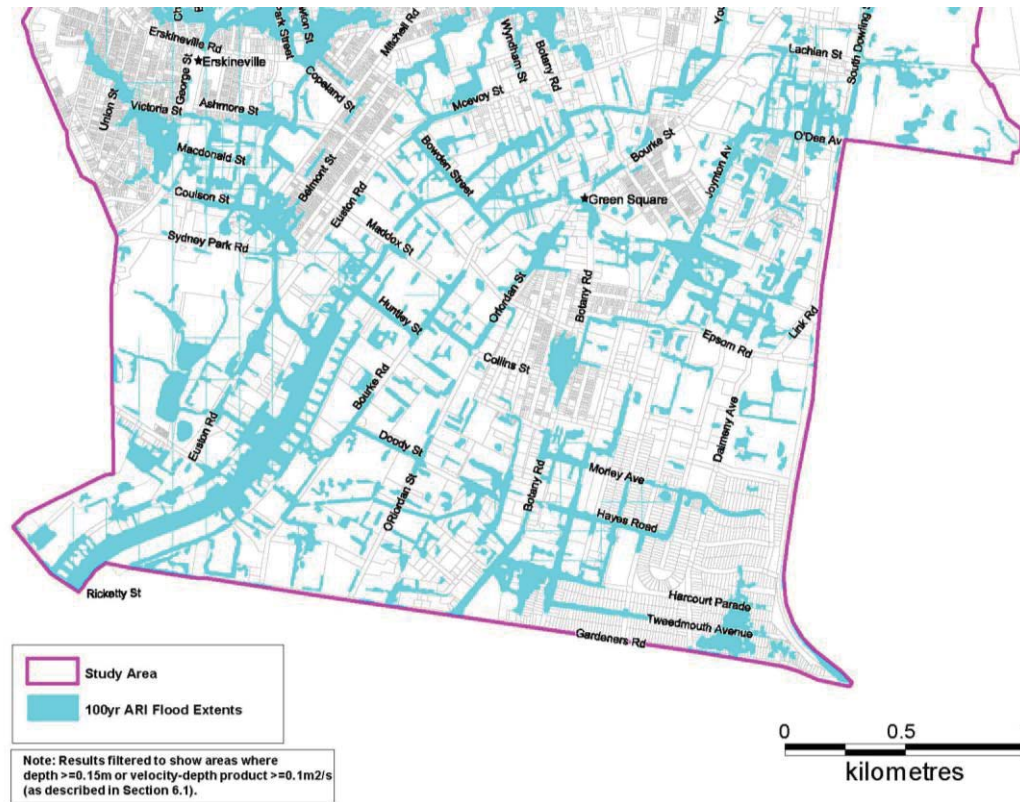 Erskineville Rd
Erskineville
George St
Union St
Victoria St
Ashmore St
Macdonald St
Coulson St
Sydney Park Rd
Belmont St
Copeland St
Park Street
Mitchell Rd
Euston Rd
Maddox St
Huntley St
Bowden Street
Mcevoy St
Wyndham St
Botany Rd
Bourke St
Green Square
Joynton Av
Lachlan St
South Dowling S
O'Dea Av
Link Rd
Epsom Rd
Botany Rd
ORiordan St
Collins St
Bourke Rd
Euston Rd
Doody St
ORiordan St
Botany Rd
Morley Ave
Dalmeny Ave
Hayes Road
Harcourt Parade
Tweedmouth Avenue
Gardeners Rd
Ricketty St
Study Area
100yr ARI Flood Extents
Note: Results filtered to show areas where
depth >=0.15m or velocity-depth product >=0.1m2/s
(as described in Section 6.1).
0 0.5
kilometres